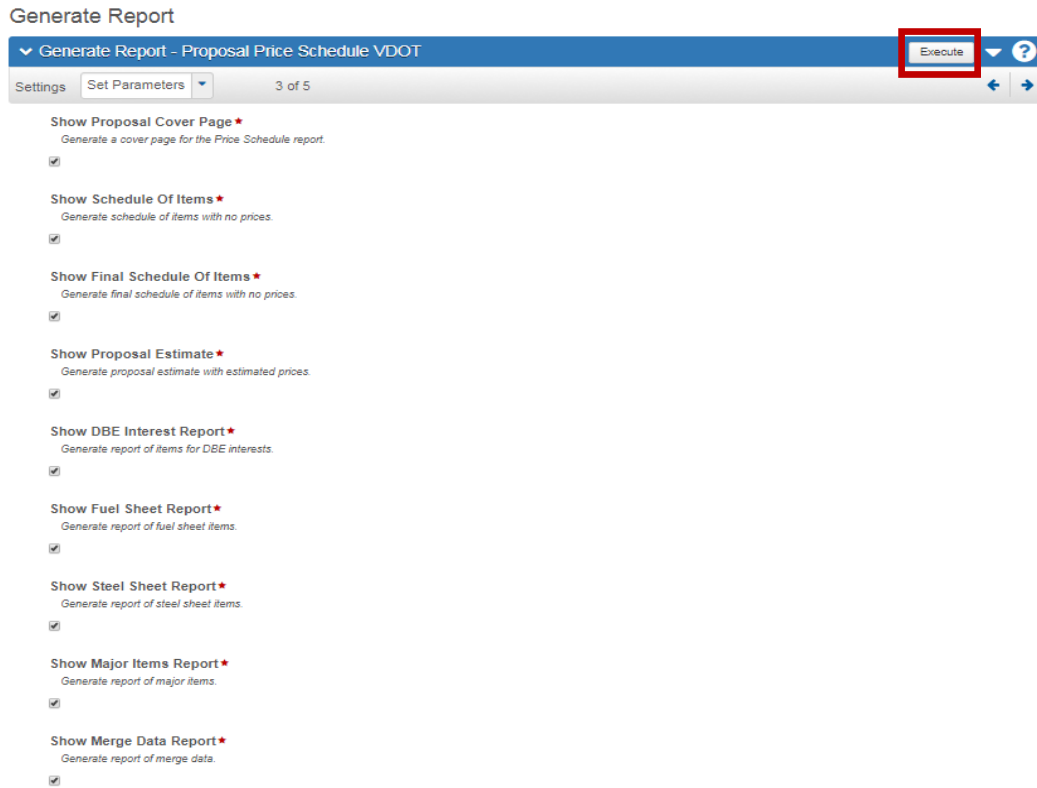 Generate Report
Generate Report - Proposal Price Schedule VDOT Execute ?
Settings Set Parameters 3 of 5
Show Proposal Cover Page★
Generate a cover page for the Price Schedule report.
Show Schedule Of Items★
Generate schedule of items with no prices.
Show Final Schedule Of Items★
Generate final schedule of items with no prices.
Show Proposal Estimate★
Generate proposal estimate with estimated prices.
Show DBE Interest Report★
Generate report of items for DBE interests.
Show Fuel Sheet Report★
Generate report of fuel sheet items.
Show Steel Sheet Report★
Generate report of steel sheet items.
Show Major Items Report★
Generate report of major items.
Show Merge Data Report★
Generate report of merge data.